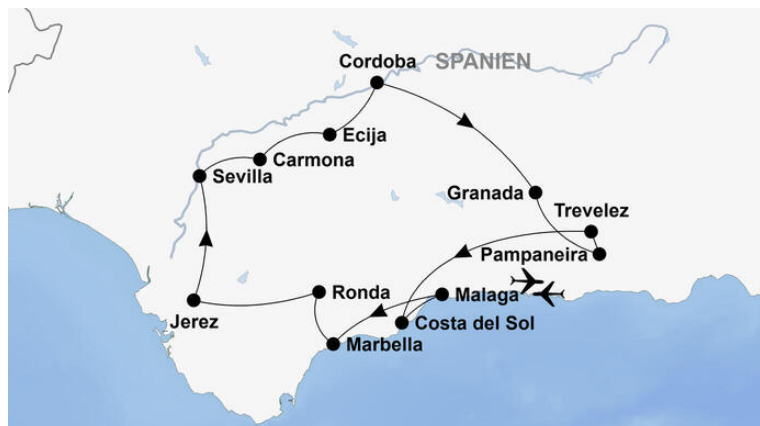 Cordoba
SPANIEN
Ecija
Carmona
Sevilla
Granada
Trevelez
Pampaneira
Ronda
Malaga
Jerez
Costa del Sol
Marbella